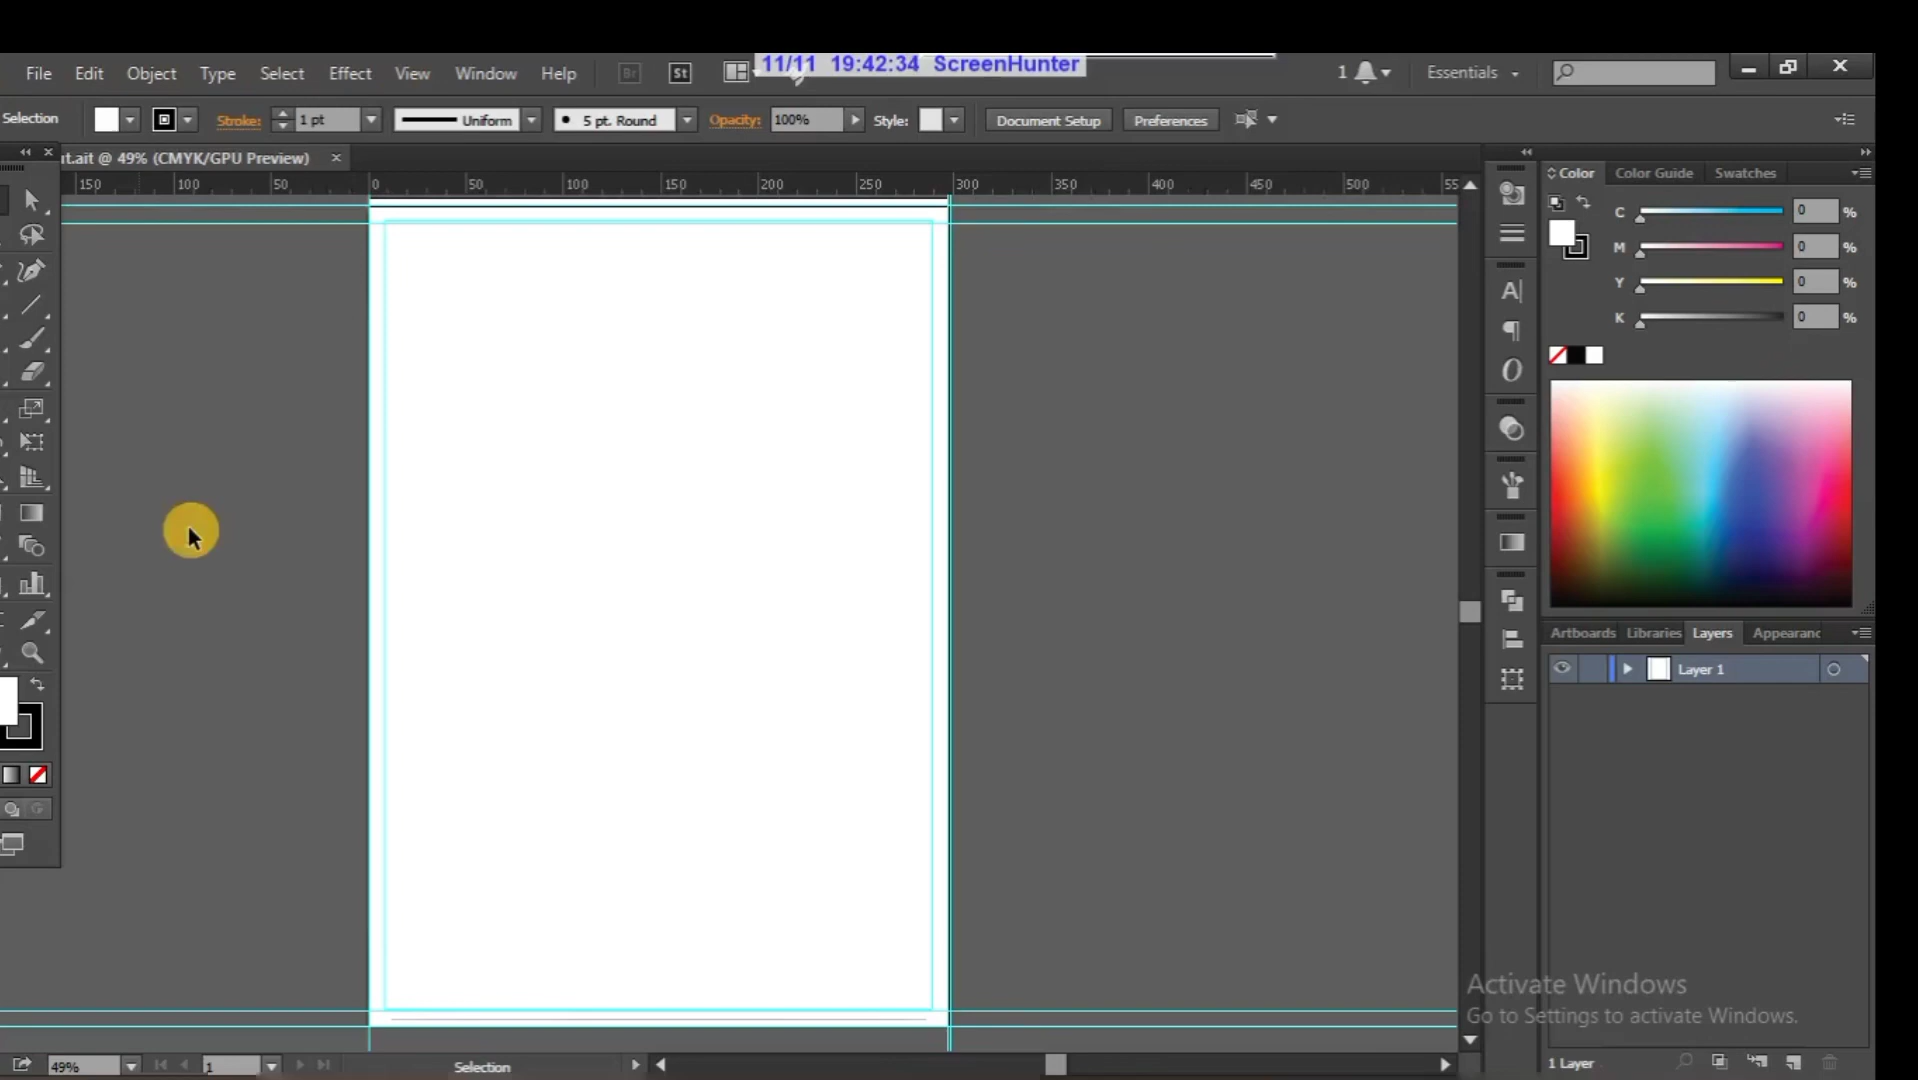 11/11 19:42:34 ScreenHunter
File Edit Object Type Select Effect View Window Help Br St 1 Essentials
Selection Stroke: 1 pt Uniform 5 pt. Round Opacity: 100% Style: Document Setup Preferences
t.ait @ 49% (CMYK/GPU Preview)
150 100 50 0 50 100 150 200 250 300 350 400 450 500 55
Color Color Guide Swatches
C 0 %
M 0 %
Y 0 %
K 0 %
Artboards Libraries Layers Appearanc
Layer 1
Activate Windows
Go to Settings to activate Windows.
49% 1 Selection 1 Layer